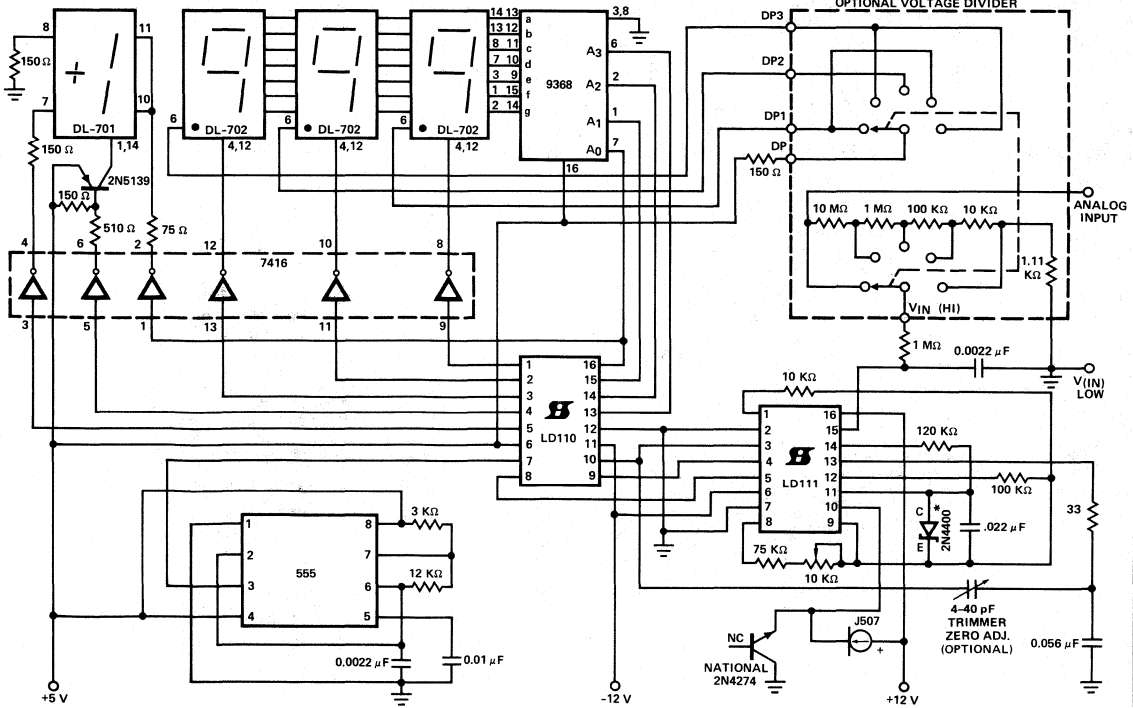 OPTIONAL VOLTAGE DIVIDER
8
11
150 Ω
7
10
DL-701
1,14
150 Ω
2N5139
150 Ω
510 Ω
75 Ω
6
DL-702
4,12
6
DL-702
4,12
6
DL-702
4,12
14 13 a
13 12 b
8 11 c
7 10 d
3 9 e
1 15 f
2 14 g
9368
3,8
A3 6
A2 2
A1 1
A0 7
16
DP3
DP2
DP1
DP
150 Ω
ANALOG
INPUT
10 MΩ
1 MΩ
100 KΩ
10 KΩ
1.11
KΩ
VIN (HI)
1 MΩ
0.0022 µF
V(IN)
LOW
4
6
2
12
10
8
7416
3
5
1
13
11
9
1
2
3
4
5
6
7
8
16
15
14
13
12
11
10
9
LD110
10 KΩ
1
2
3
4
5
6
7
8
16
15
14
13
12
11
10
9
LD111
120 KΩ
100 KΩ
33
C
E
*
2N4400
.022 µF
75 KΩ
10 KΩ
4-40 pF
TRIMMER
ZERO ADJ.
(OPTIONAL)
0.056 µF
J507
+
NC
NATIONAL
2N4274
1
2
3
4
8
7
6
5
555
3 KΩ
12 KΩ
0.0022 µF
0.01 µF
+5 V
-12 V
+12 V